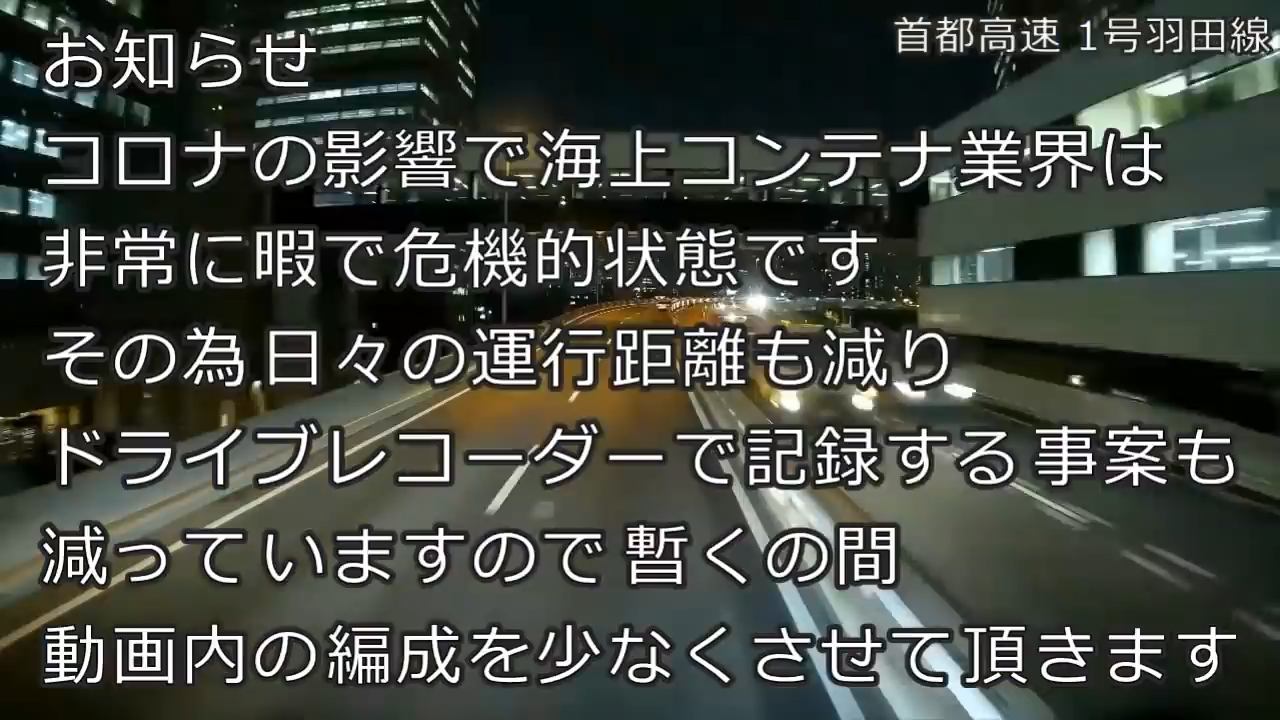 首都高速 1号羽田線
お知らせ
コロナの影響で海上コンテナ業界は
非常に暇で危機的状態です
その為 日々の運行距離も減り
ドライブレコーダーで記録する 事案も
減っていますので 暫くの間
動画内の編成を少なくさせて頂きます